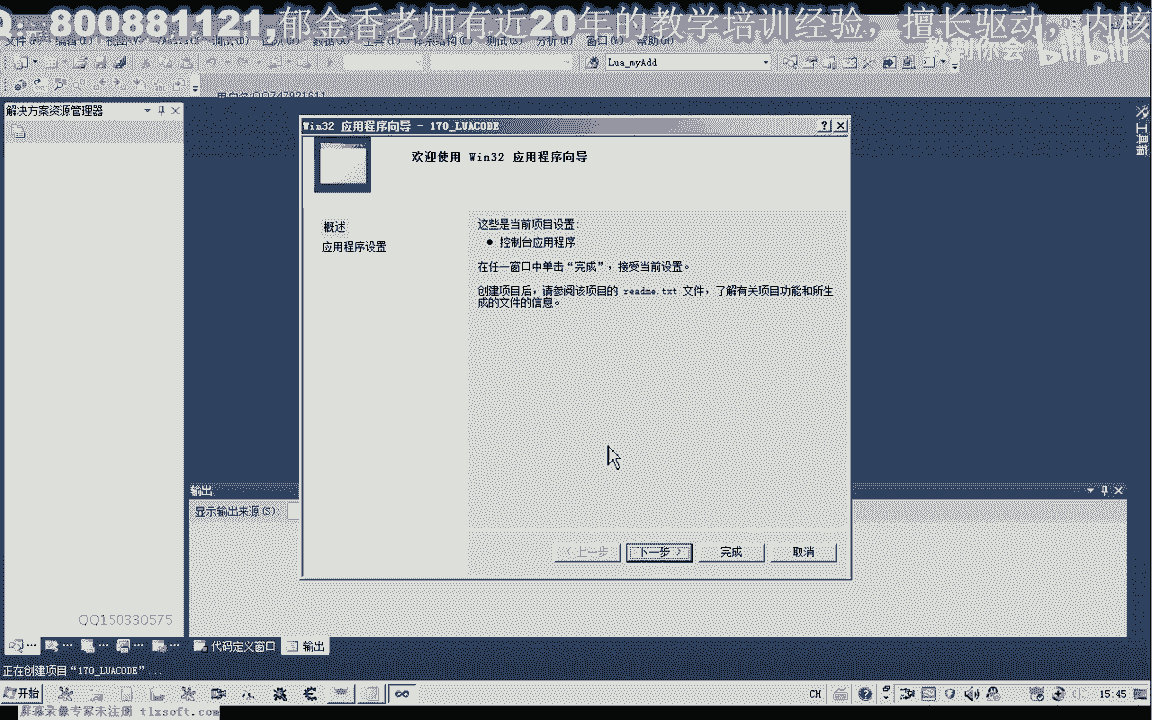 Q: 800881121,郁金香老师有近20年的教学培训经验，擅长驱动，内核
教到你会 bilibili
Lua_myAdd
解决方案资源管理器
工具箱
Win32 应用程序向导 - 170_LVACODE
欢迎使用 Win32 应用程序向导
概述
应用程序设置
这些是当前项目设置:
● 控制台应用程序
在任一窗口中单击“完成”，接受当前设置。
创建项目后，请参阅该项目的 readme.txt 文件，了解有关项目功能和所生
成的文件的信息。
< 上一步
下一步 >
完成
取消
输出
显示输出来源(S):
QQ150330575
代码定义窗口
输出
正在创建项目“170_LVACODE”...
开始
CH
15:45
屏幕录像专家未注册 tlxsoft.com